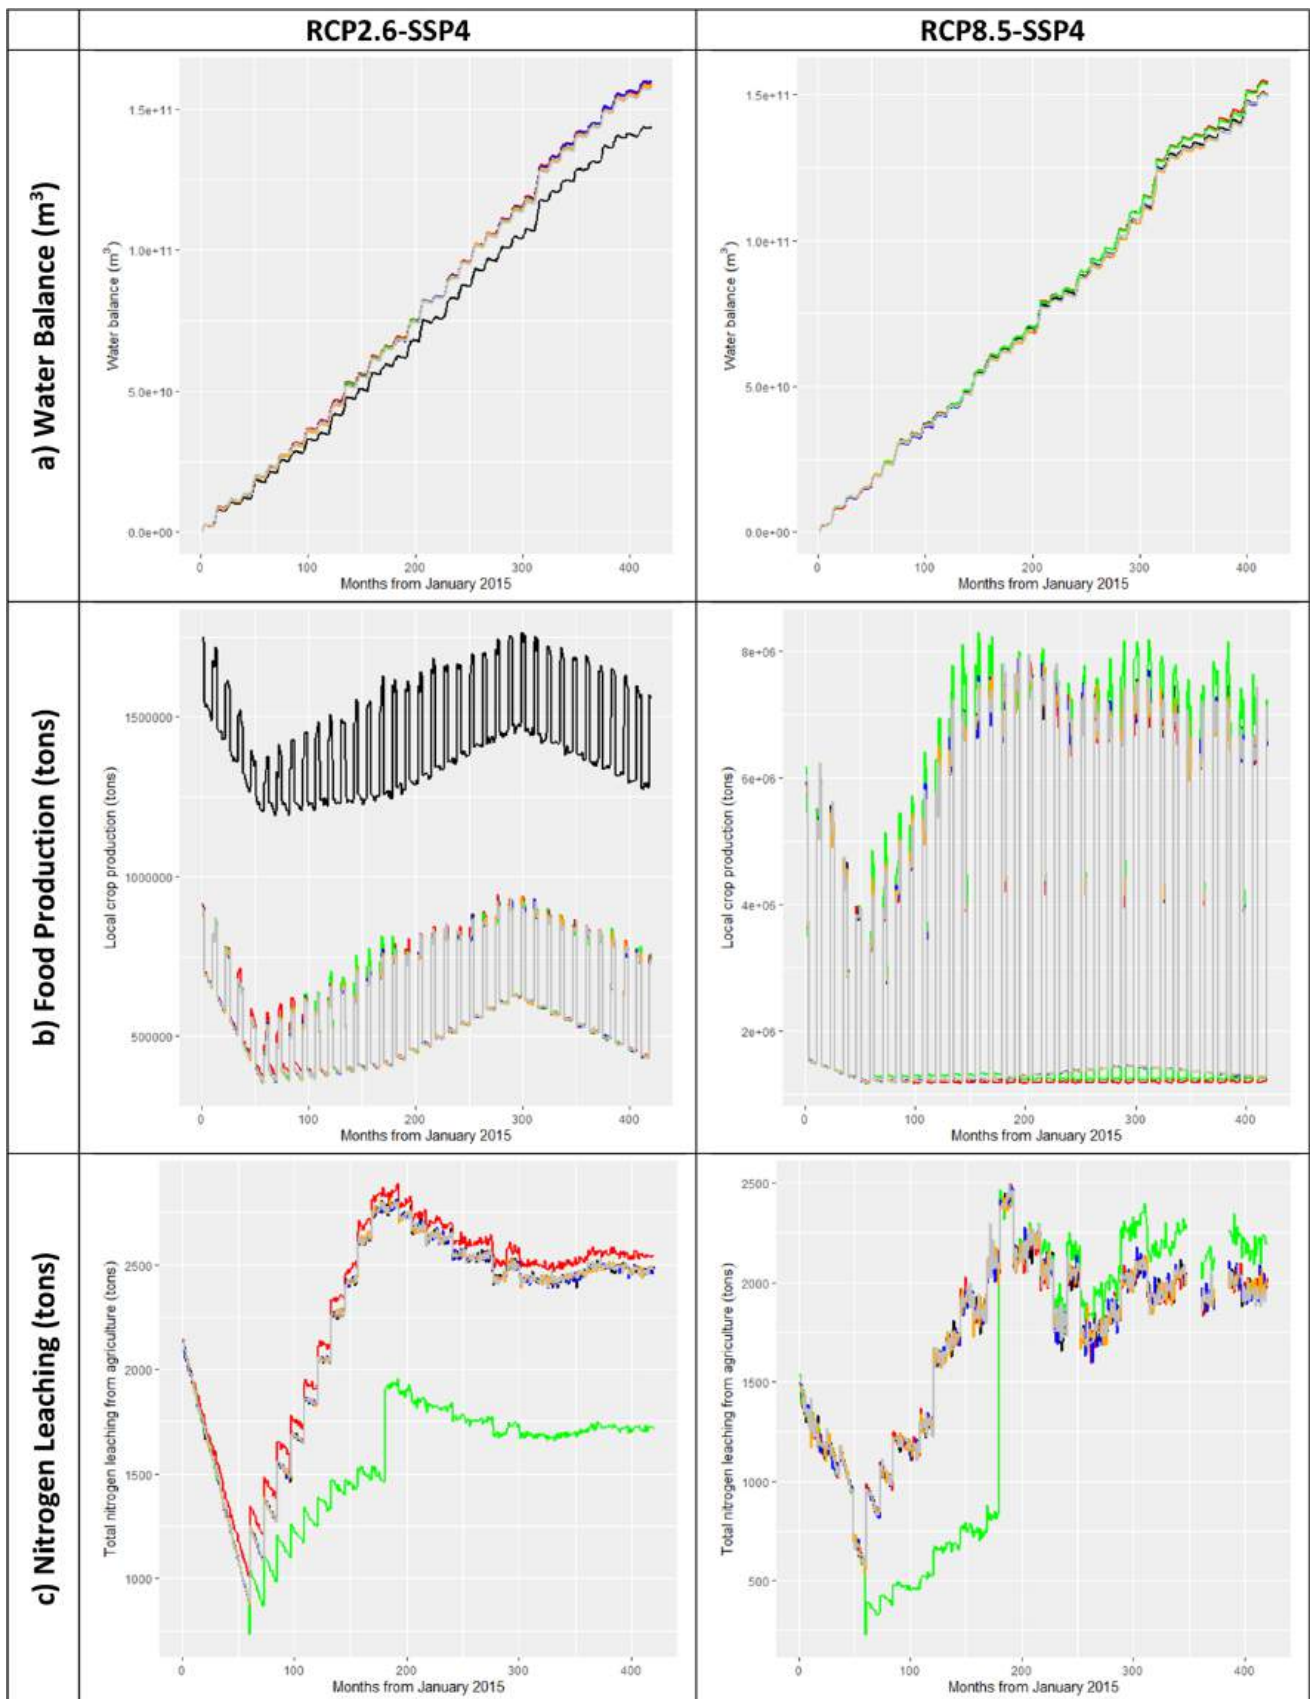 RCP2.6-SSP4
RCP8.5-SSP4
a) Water Balance (m³)
Water balance (m³)
1.5e+11
1.0e+11
5.0e+10
0.0e+00
0
100
200
300
400
Months from January 2015
Water balance (m³)
1.5e+11
1.0e+11
5.0e+10
0.0e+00
0
100
200
300
400
Months from January 2015
b) Food Production (tons)
Local crop production (tons)
1500000
1000000
500000
0
100
200
300
400
Months from January 2015
Local crop production (tons)
8e+06
6e+06
4e+06
2e+06
0
100
200
300
400
Months from January 2015
c) Nitrogen Leaching (tons)
Total nitrogen leaching from agriculture (tons)
2500
2000
1500
1000
0
100
200
300
400
Months from January 2015
Total nitrogen leaching from agriculture (tons)
2500
2000
1500
1000
500
0
100
200
300
400
Months from January 2015